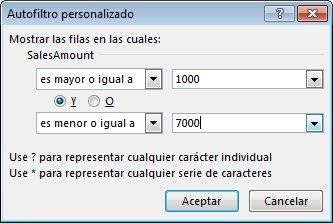 Autofiltro personalizado
Mostrar las filas en las cuales:
SalesAmount
es mayor o igual a 1000
Y O
es menor o igual a 7000
Use ? para representar cualquier carácter individual
Use * para representar cualquier serie de caracteres
Aceptar Cancelar